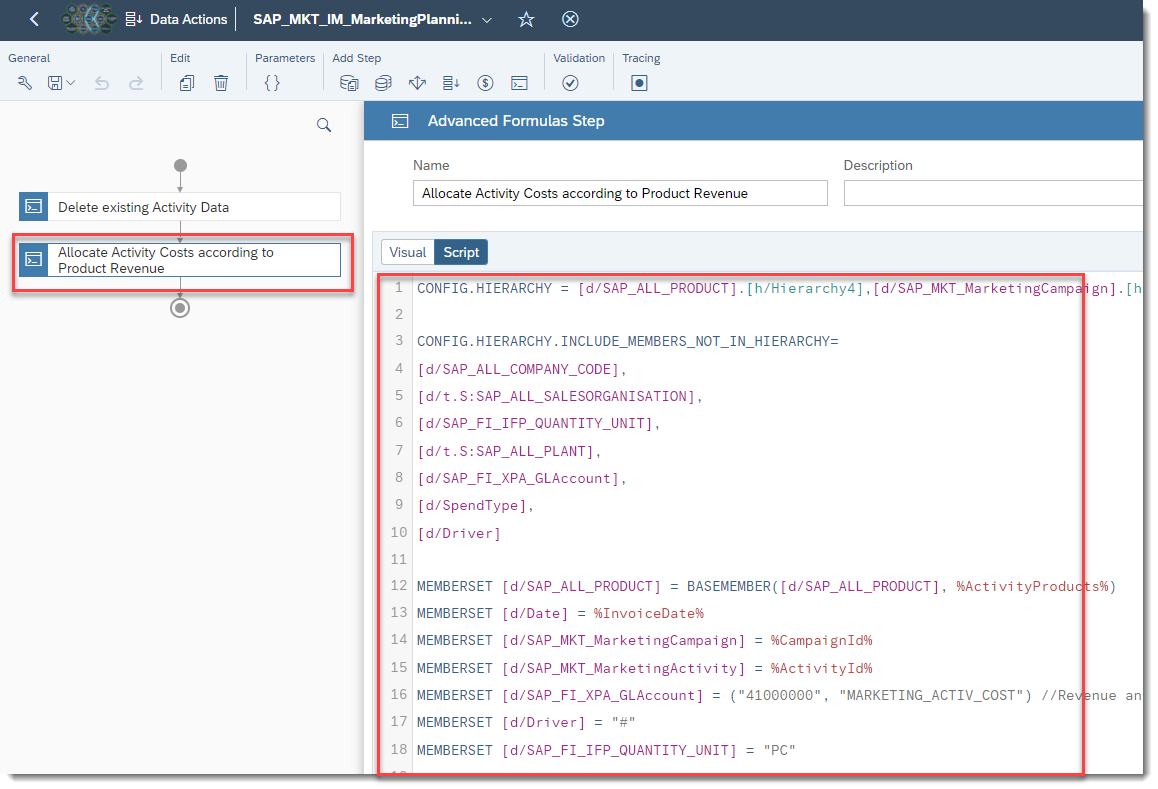 Data Actions SAP_MKT_IM_MarketingPlanni...
General Edit Parameters Add Step Validation Tracing
Advanced Formulas Step
Name Description
Allocate Activity Costs according to Product Revenue
Delete existing Activity Data
Allocate Activity Costs according to
Product Revenue
Visual Script
1 CONFIG.HIERARCHY = [d/SAP_ALL_PRODUCT].[h/Hierarchy4],[d/SAP_MKT_MarketingCampaign].[h
2
3 CONFIG.HIERARCHY.INCLUDE_MEMBERS_NOT_IN_HIERARCHY=
4 [d/SAP_ALL_COMPANY_CODE],
5 [d/t.S:SAP_ALL_SALESORGANISATION],
6 [d/SAP_FI_IFP_QUANTITY_UNIT],
7 [d/t.S:SAP_ALL_PLANT],
8 [d/SAP_FI_XPA_GLAccount],
9 [d/SpendType],
10 [d/Driver]
11
12 MEMBERSET [d/SAP_ALL_PRODUCT] = BASEMEMBER([d/SAP_ALL_PRODUCT], %ActivityProducts%)
13 MEMBERSET [d/Date] = %InvoiceDate%
14 MEMBERSET [d/SAP_MKT_MarketingCampaign] = %CampaignId%
15 MEMBERSET [d/SAP_MKT_MarketingActivity] = %ActivityId%
16 MEMBERSET [d/SAP_FI_XPA_GLAccount] = ("41000000", "MARKETING_ACTIV_COST") //Revenue an
17 MEMBERSET [d/Driver] = "#"
18 MEMBERSET [d/SAP_FI_IFP_QUANTITY_UNIT] = "PC"